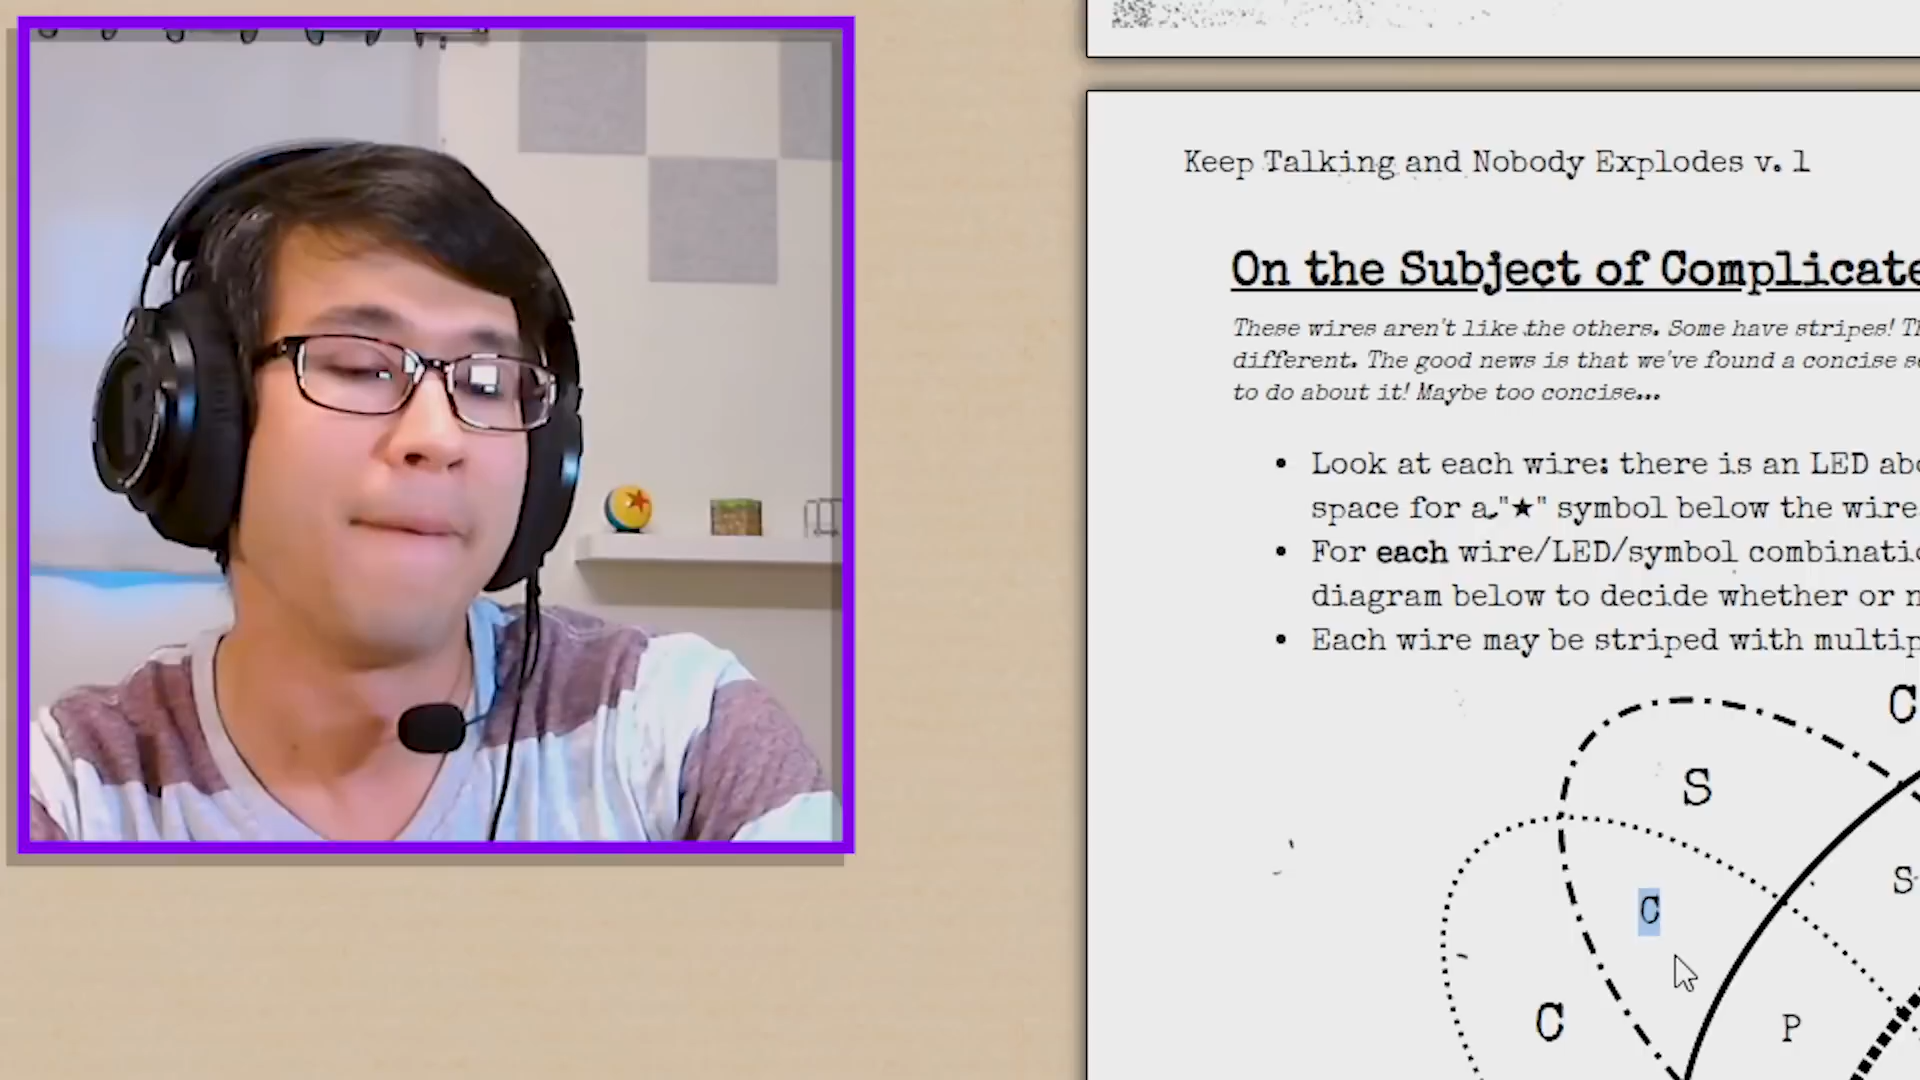 Keep Talking and Nobody Explodes v. 1
On the Subject of Complicate
These wires aren't like the others. Some have stripes! Th
different. The good news is that we've found a concise se
to do about it! Maybe too concise...
• Look at each wire: there is an LED abo
space for a "★" symbol below the wire
• For each wire/LED/symbol combinatio
diagram below to decide whether or n
• Each wire may be striped with multip
C
S
S
C
C
P